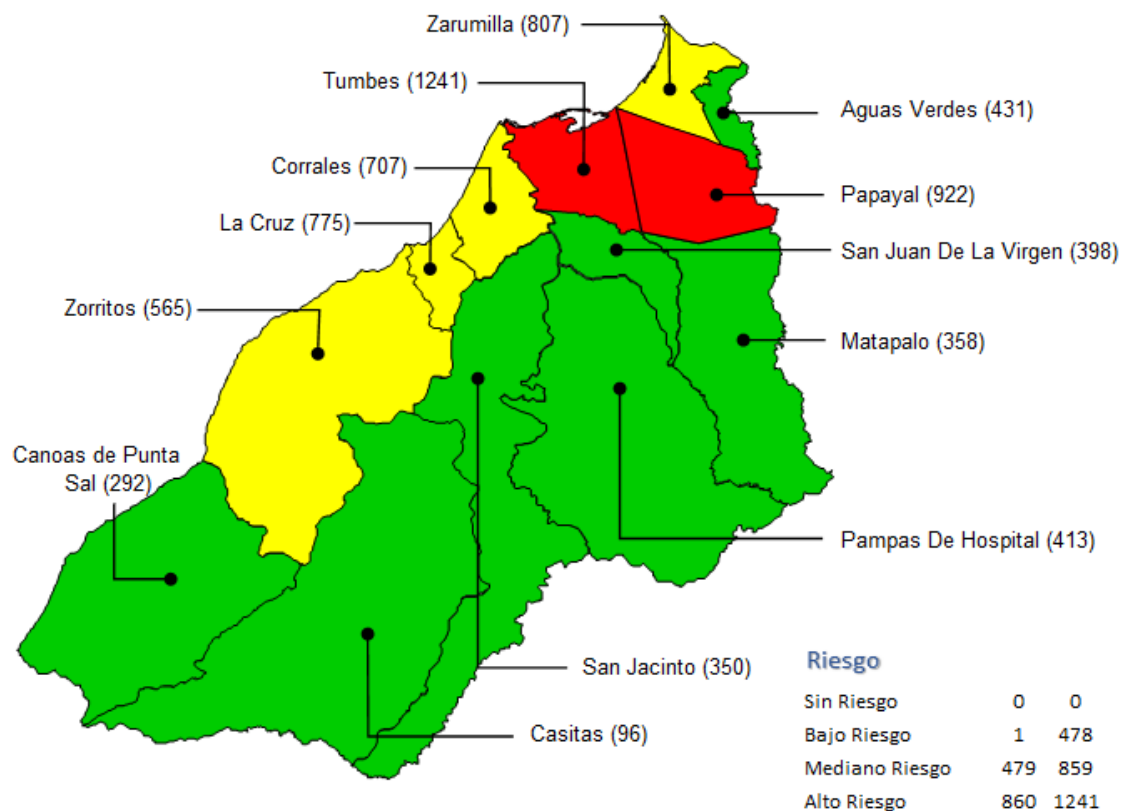 Zarumilla (807)
Tumbes (1241)
Aguas Verdes (431)
Corrales (707)
Papayal (922)
La Cruz (775)
San Juan De La Virgen (398)
Zorritos (565)
Matapalo (358)
Canoas de Punta
Sal (292)
Pampas De Hospital (413)
San Jacinto (350)
Casitas (96)
Riesgo
Sin Riesgo 0 0
Bajo Riesgo 1 478
Mediano Riesgo 479 859
Alto Riesgo 860 1241